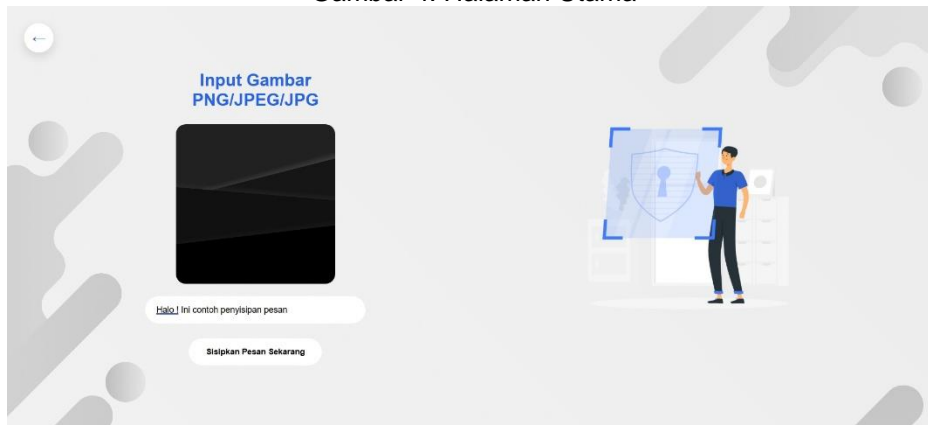 Input Gambar
PNG/JPEG/JPG
Halo ! Ini contoh penyisipan pesan
Sisipkan Pesan Sekarang